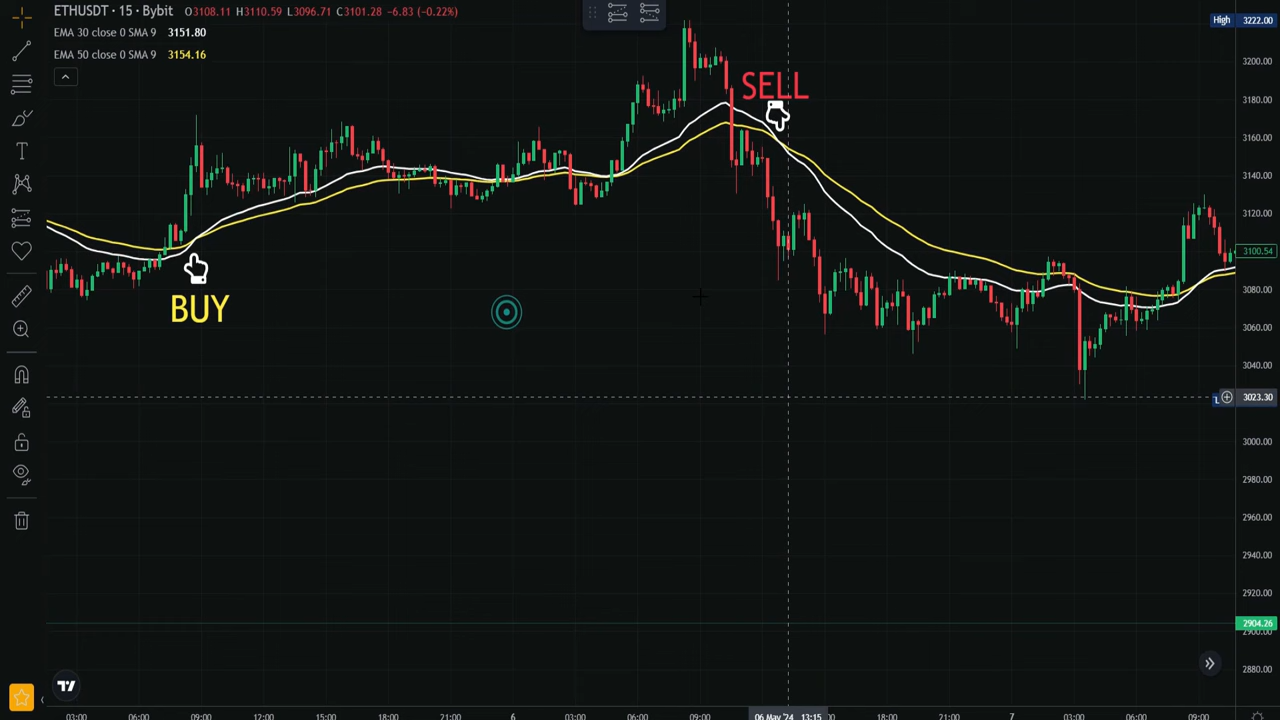 ETHUSDT · 15 · Bybit O3108.11 H3110.59 L3096.71 C3101.28 −6.83 (−0.22%)
EMA 30 close 0 SMA 9 3151.80
EMA 50 close 0 SMA 9 3154.16
High 3222.00
3200.00
SELL
3180.00
3160.00
3140.00
3120.00
3100.54
BUY
3080.00
3060.00
3040.00
L 3023.30
3000.00
2980.00
2960.00
2940.00
2920.00
2904.26
2900.00
2880.00
03:00 06:00 09:00 12:00 15:00 18:00 21:00 6 03:00 06:00 09:00 06 May '24 13:15 18:00 21:00 7 03:00 06:00 09:00